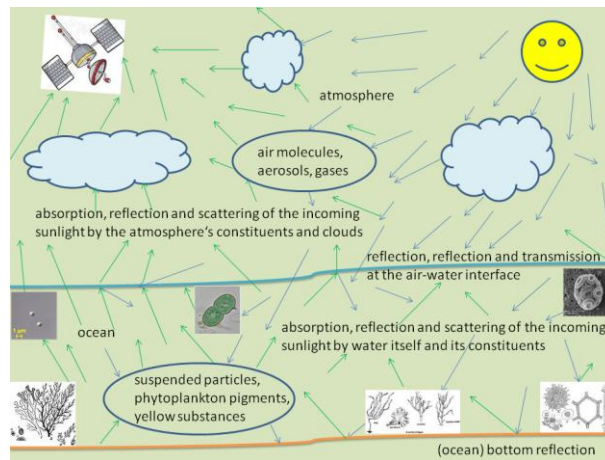 atmosphere
air molecules,
aerosols, gases
absorption, reflection and scattering of the incoming
sunlight by the atmosphere's constituents and clouds
reflection, reflection and transmission
at the air-water interface
1 µm
ocean
absorption, reflection and scattering of the incoming
sunlight by water itself and its constituents
suspended particles,
phytoplankton pigments,
yellow substances
(ocean) bottom reflection